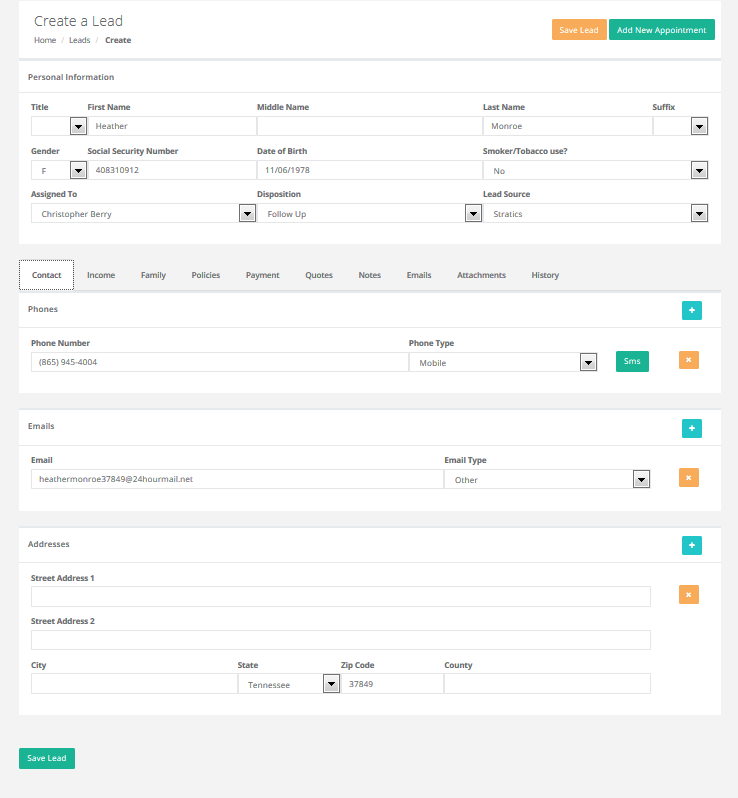 Create a Lead
Home / Leads / Create
Save Lead Add New Appointment
Personal Information
Title First Name Middle Name Last Name Suffix
Heather Monroe
Gender Social Security Number Date of Birth Smoker/Tobacco use?
F 408310912 11/06/1978 No
Assigned To Disposition Lead Source
Christopher Berry Follow Up Stratics
Contact Income Family Policies Payment Quotes Notes Emails Attachments History
Phones
Phone Number Phone Type
(865) 945-4004 Mobile Sms
Emails
Email Email Type
heathermonroe37849@24hourmail.net Other
Addresses
Street Address 1
Street Address 2
City State Zip Code County
Tennessee 37849
Save Lead